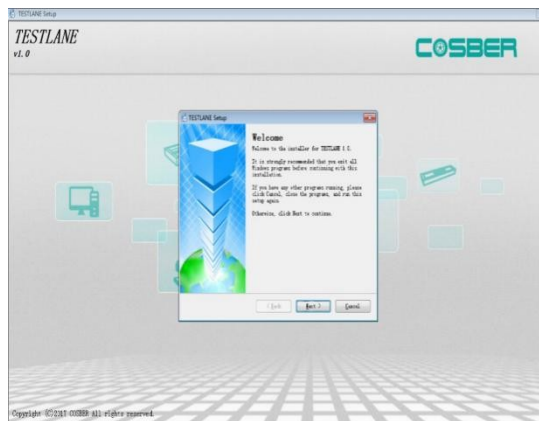 TESTLANE Setup
TESTLANE
v1.0
COSBER
TESTLANE Setup
Welcome
Welcome to the installer for TESTLANE 1.0.
It is strongly recommended that you exit all
Windows programs before continuing with this
installation.
If you have any other programs running, please
click Cancel, close the programs, and run this
setup again.
Otherwise, click Next to continue.
< Back
Next >
Cancel
COSBER All rights reserved.